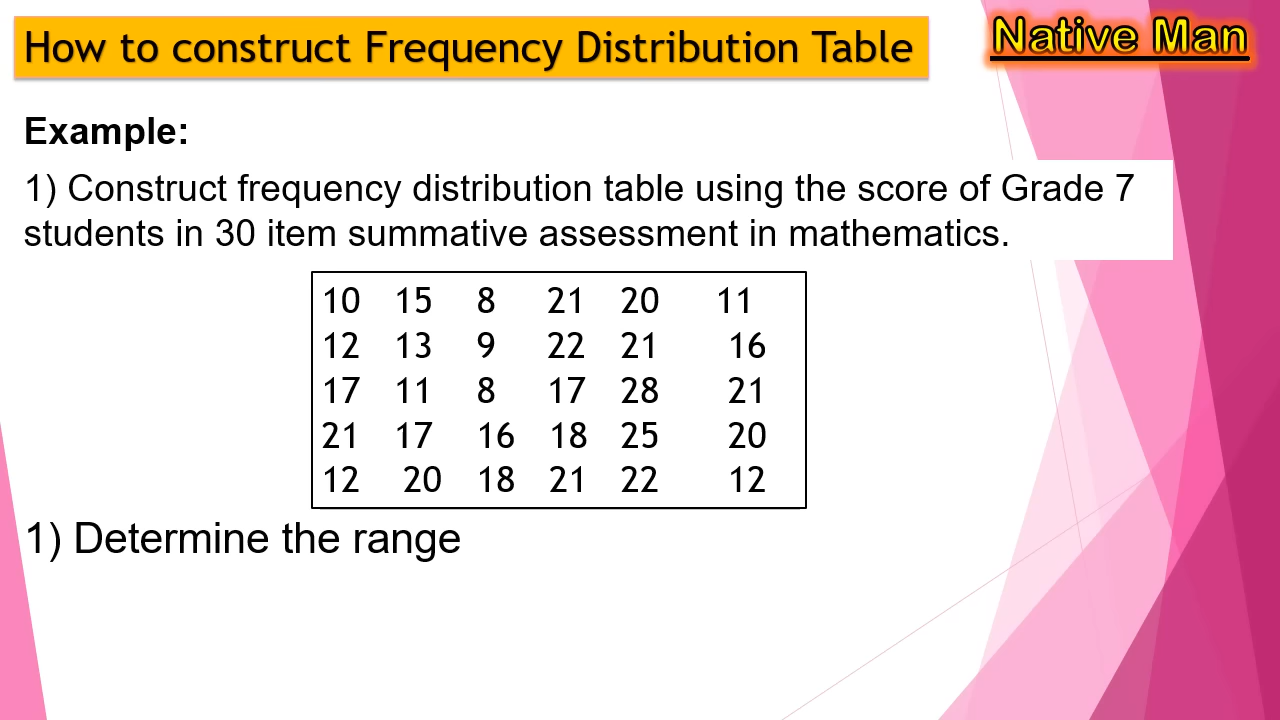 How to construct Frequency Distribution Table
Native Man
Example:
1) Construct frequency distribution table using the score of Grade 7
students in 30 item summative assessment in mathematics.
10 15 8 21 20 11
12 13 9 22 21 16
17 11 8 17 28 21
21 17 16 18 25 20
12 20 18 21 22 12
1) Determine the range